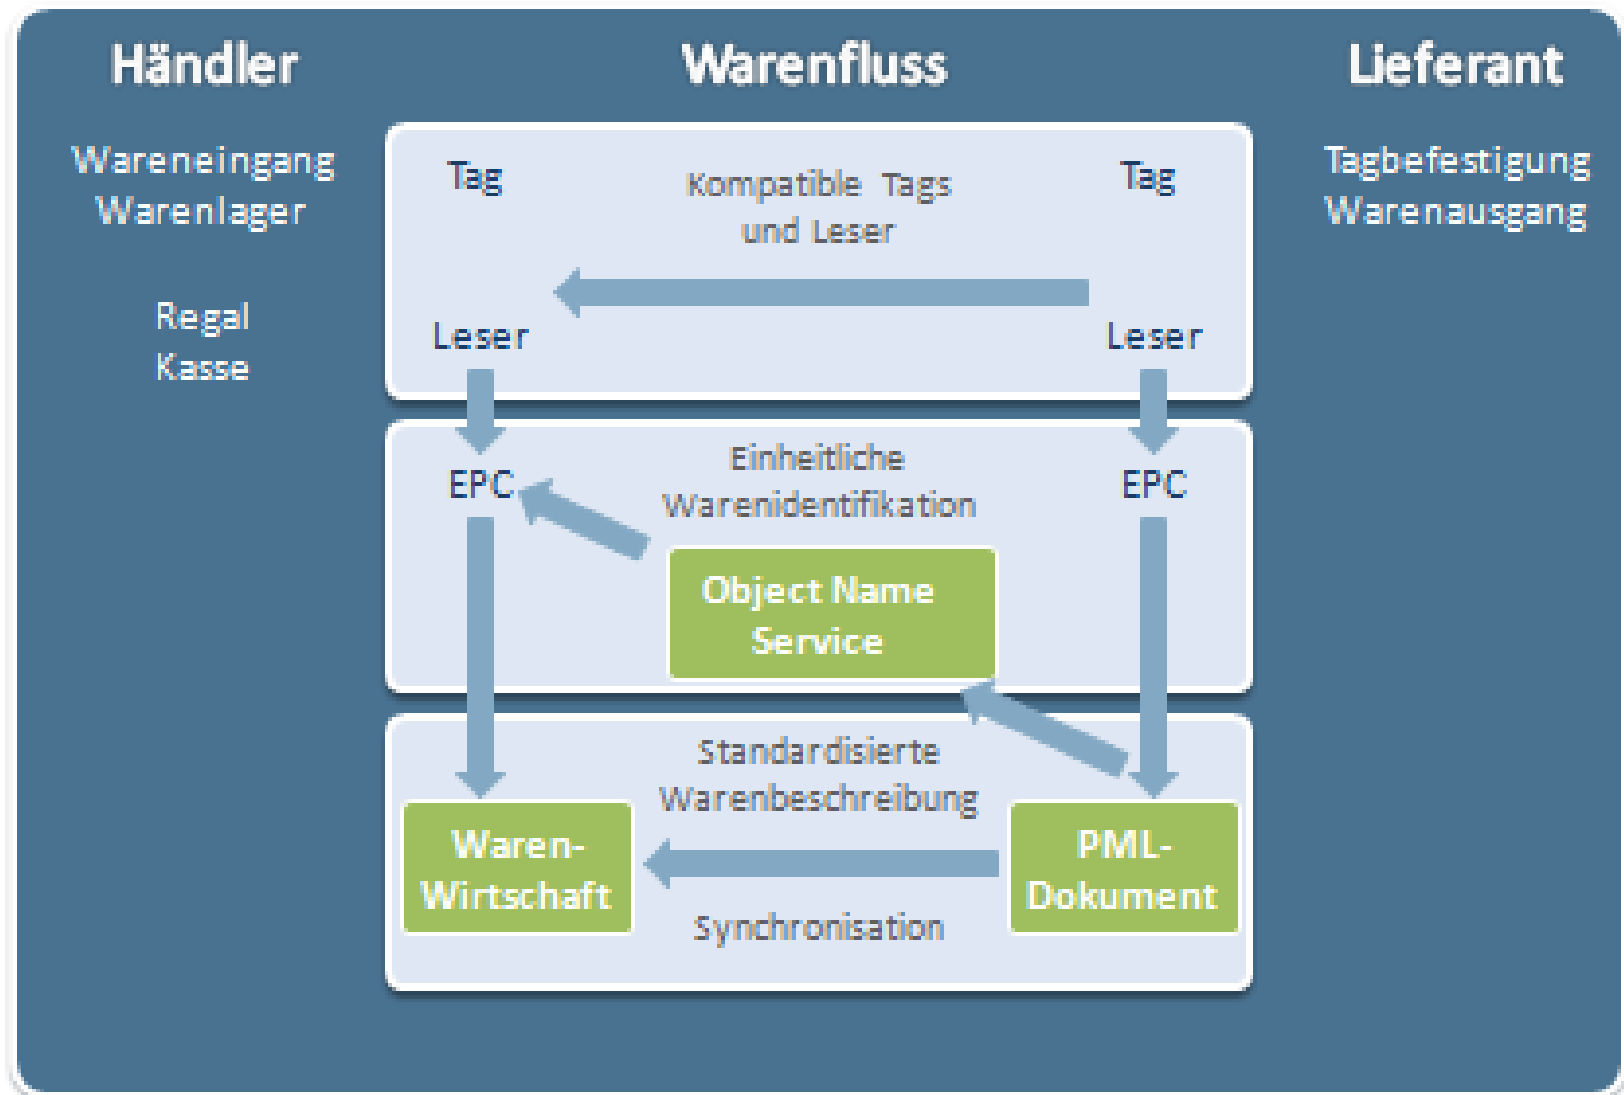 Händler
Warenfluss
Lieferant
Wareneingang
Warenlager
Regal
Kasse
Tagbefestigung
Warenausgang
Tag
Kompatible Tags
und Leser
Tag
Leser
Leser
EPC
Einheitliche
Warenidentifikation
EPC
Object Name
Service
Standardisierte
Warenbeschreibung
Waren-
Wirtschaft
PML-
Dokument
Synchronisation